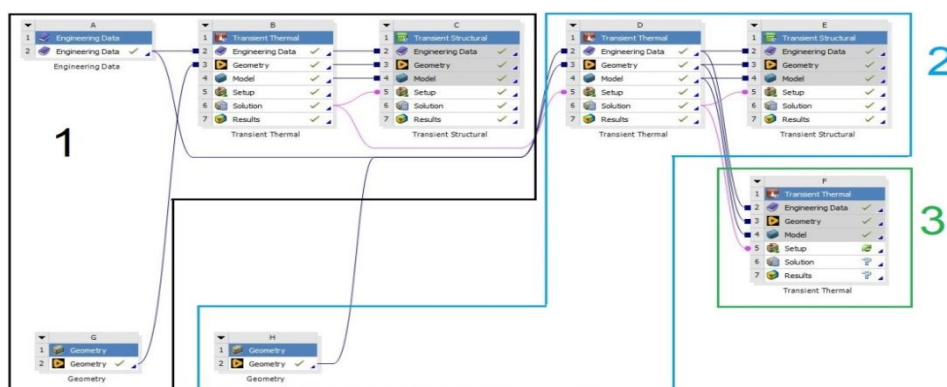 A
1 Engineering Data
2 Engineering Data
Engineering Data
B
1 Transient Thermal
2 Engineering Data
3 Geometry
4 Model
5 Setup
6 Solution
7 Results
Transient Thermal
C
1 Transient Structural
2 Engineering Data
3 Geometry
4 Model
5 Setup
6 Solution
7 Results
Transient Structural
D
1 Transient Thermal
2 Engineering Data
3 Geometry
4 Model
5 Setup
6 Solution
7 Results
Transient Thermal
E
1 Transient Structural
2 Engineering Data
3 Geometry
4 Model
5 Setup
6 Solution
7 Results
Transient Structural
2
1
F
1 Transient Thermal
2 Engineering Data
3 Geometry
4 Model
5 Setup
6 Solution
7 Results
Transient Thermal
3
G
1 Geometry
2 Geometry
Geometry
H
1 Geometry
2 Geometry
Geometry